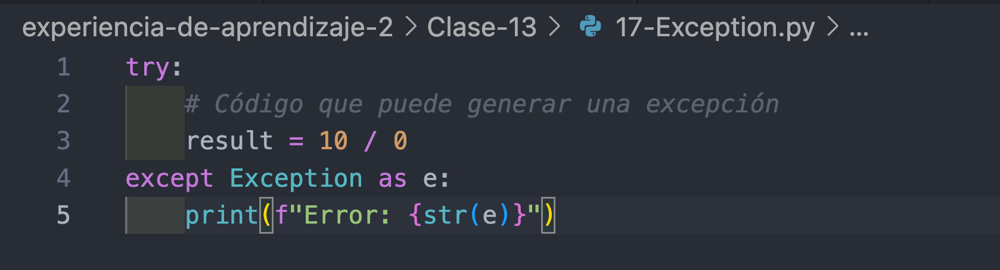 experiencia-de-aprendizaje-2 > Clase-13 > 17-Exception.py > ...
1 try:
2     # Código que puede generar una excepción
3     result = 10 / 0
4 except Exception as e:
5     print(f"Error: {str(e)}")